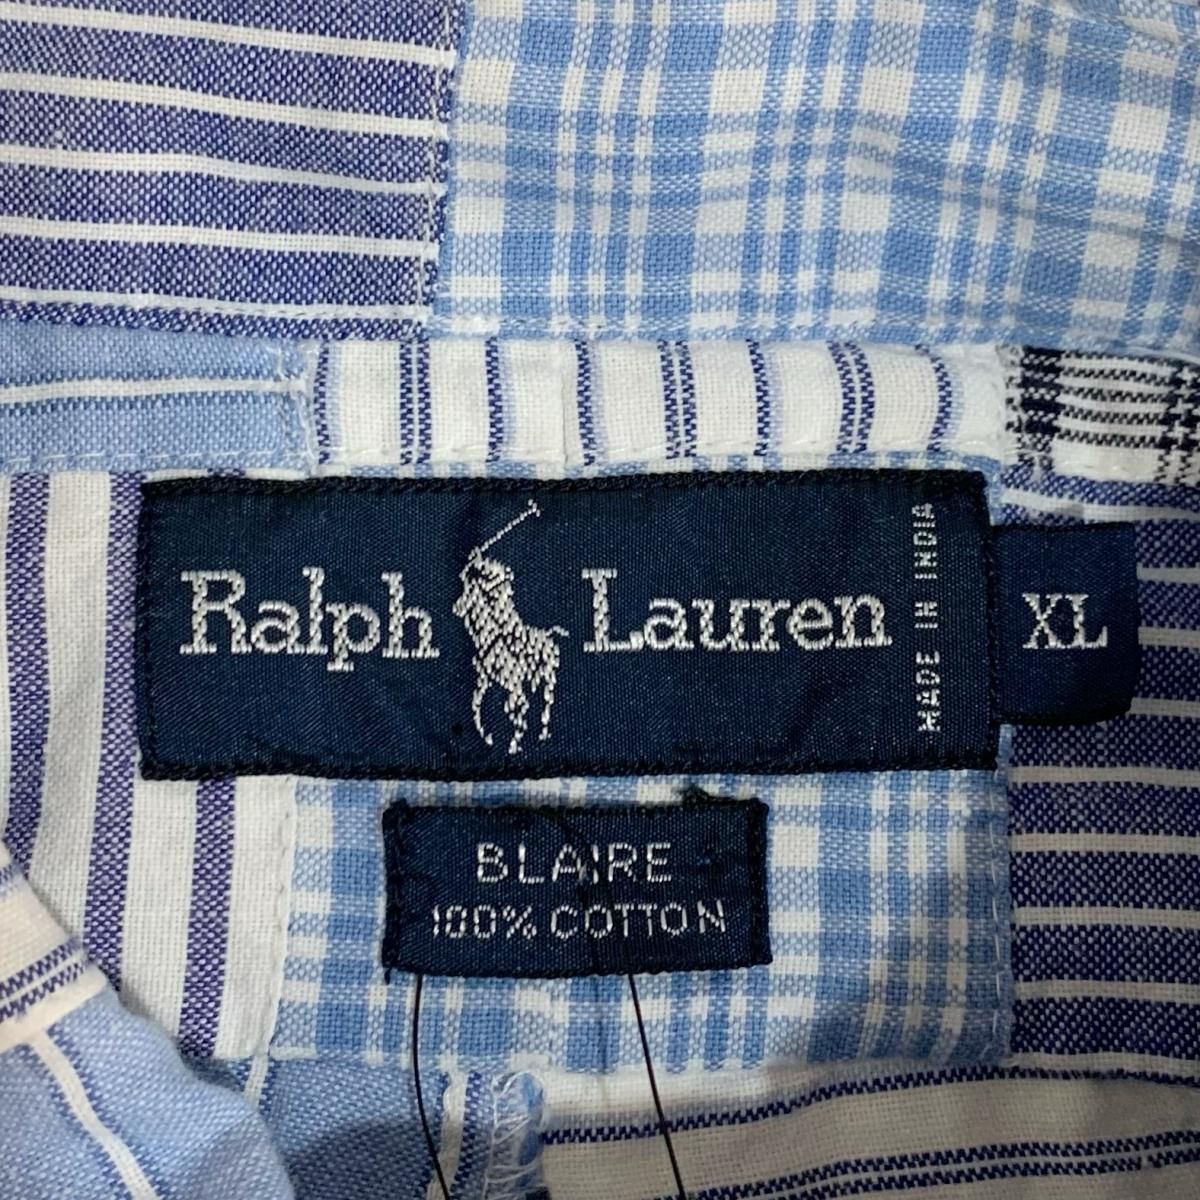 Ralph Lauren
MADE IN INDIA
XL
BLAIRE
100% COTTON